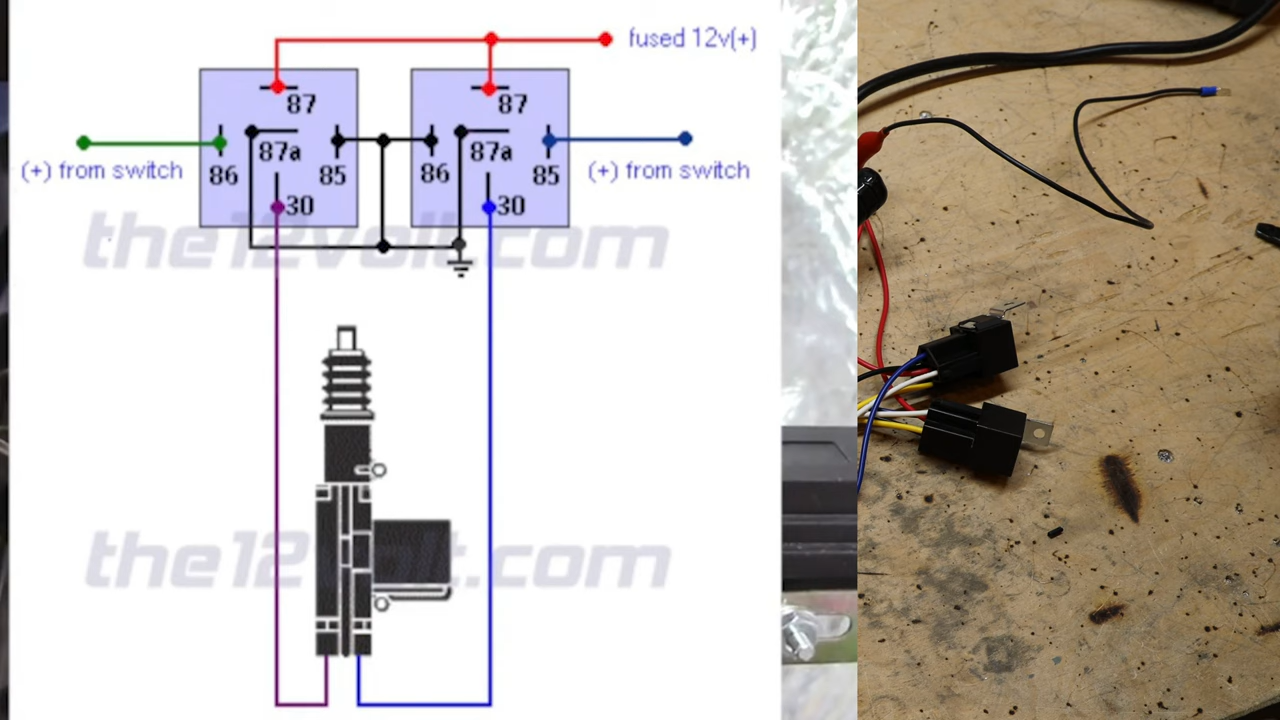 fused 12v(+)
87
87
87a
87a
(+) from switch
86
85
86
85
(+) from switch
30
30
the12volt.com
the12volt.com